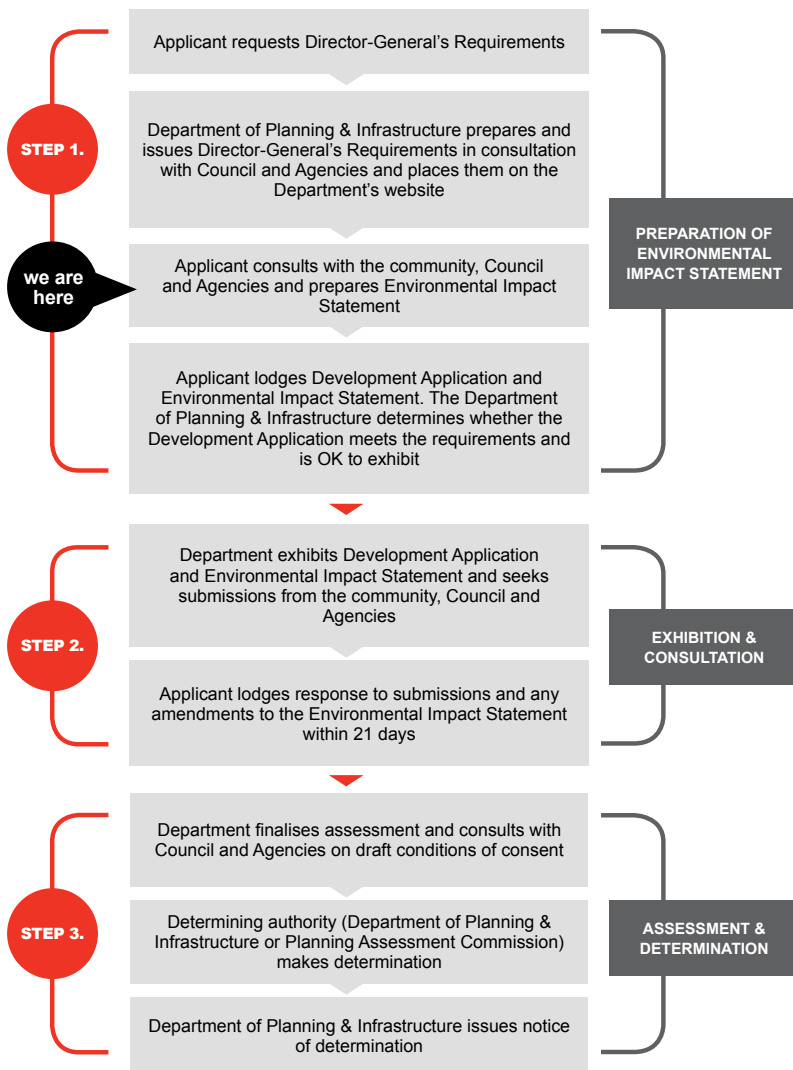 Applicant requests Director-General's Requirements
STEP 1.
Department of Planning & Infrastructure prepares and
issues Director-General's Requirements in consultation
with Council and Agencies and places them on the
Department's website
PREPARATION OF
ENVIRONMENTAL
IMPACT STATEMENT
we are
here
Applicant consults with the community, Council
and Agencies and prepares Environmental Impact
Statement
Applicant lodges Development Application and
Environmental Impact Statement. The Department
of Planning & Infrastructure determines whether the
Development Application meets the requirements and
is OK to exhibit
STEP 2.
Department exhibits Development Application
and Environmental Impact Statement and seeks
submissions from the community, Council and
Agencies
EXHIBITION &
CONSULTATION
Applicant lodges response to submissions and any
amendments to the Environmental Impact Statement
within 21 days
Department finalises assessment and consults with
Council and Agencies on draft conditions of consent
STEP 3.
Determining authority (Department of Planning &
Infrastructure or Planning Assessment Commission)
makes determination
ASSESSMENT &
DETERMINATION
Department of Planning & Infrastructure issues notice
of determination